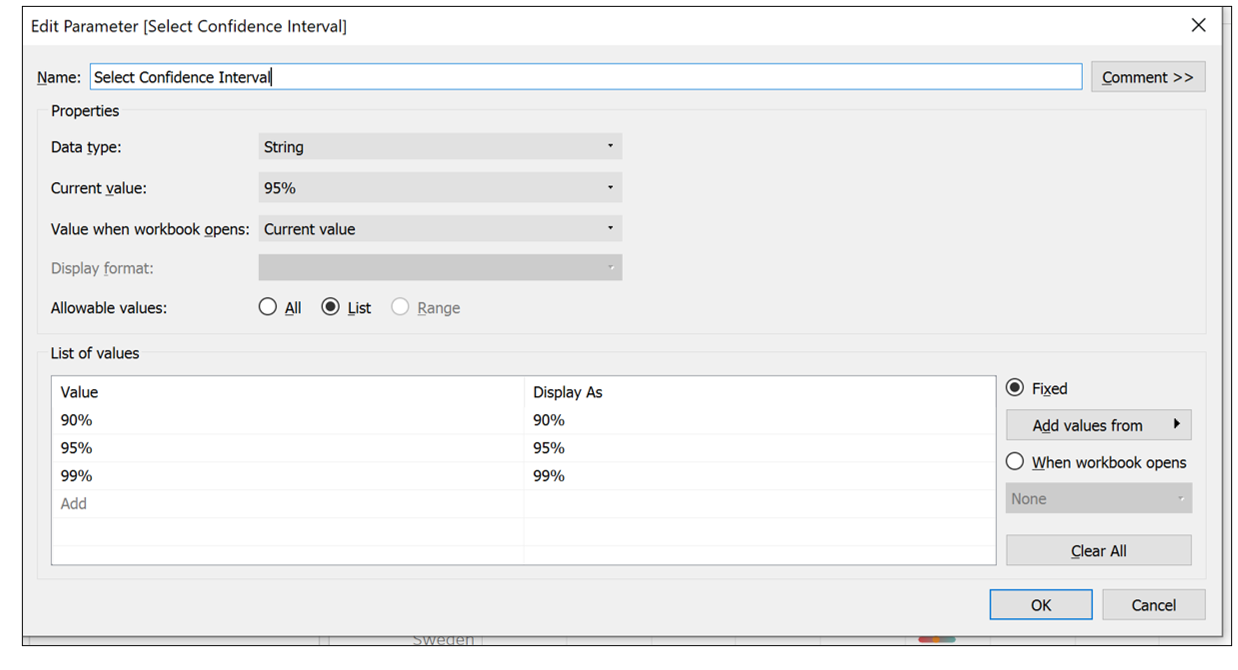 Edit Parameter [Select Confidence Interval]
Name: Select Confidence Interval Comment >>
Properties
Data type: String
Current value: 95%
Value when workbook opens: Current value
Display format:
Allowable values: All List Range
List of values
Value Display As
90% 90%
95% 95%
99% 99%
Add
Fixed
Add values from
When workbook opens
None
Clear All
OK Cancel
Sweden